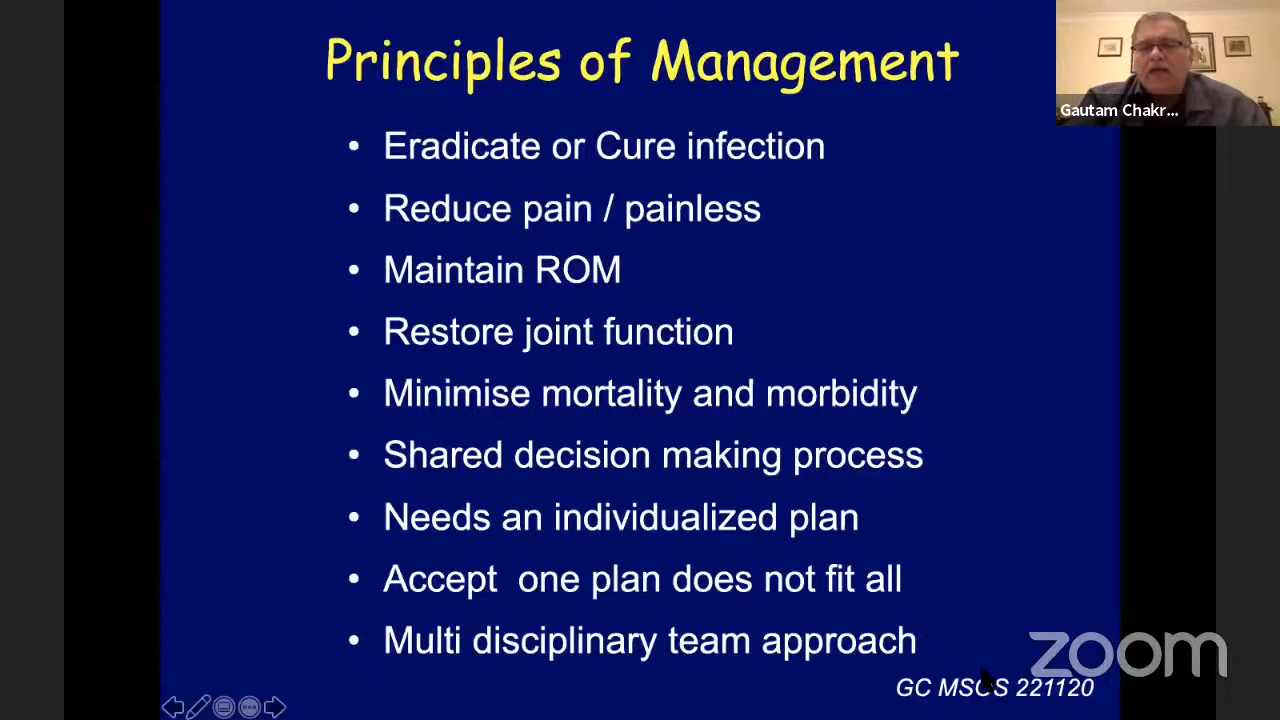 Principles of Management
Gautam Chakr...
• Eradicate or Cure infection
• Reduce pain / painless
• Maintain ROM
• Restore joint function
• Minimise mortality and morbidity
• Shared decision making process
• Needs an individualized plan
• Accept  one plan does not fit all
• Multi disciplinary team approach
zoom
GC MSOS 221120